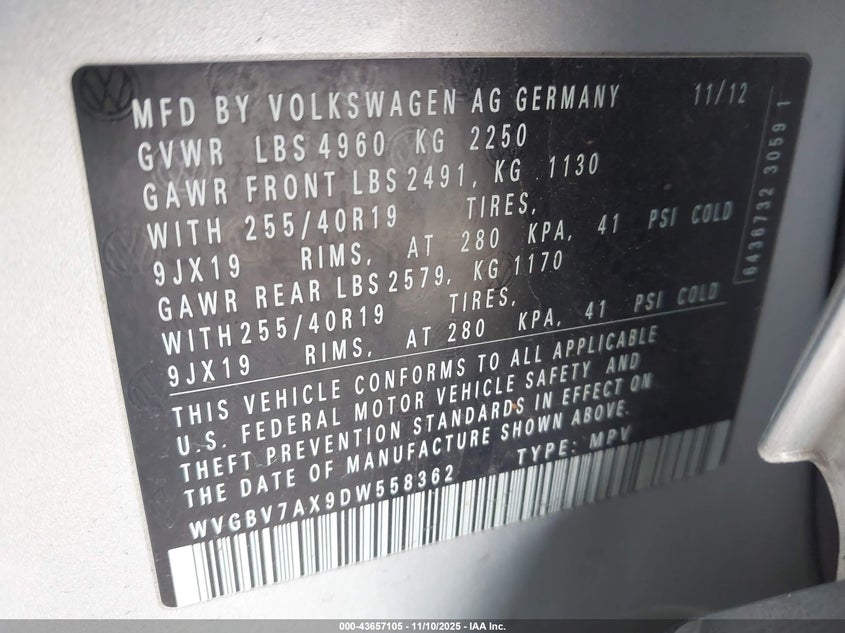 MFD BY VOLKSWAGEN AG GERMANY 11/12
GVWR LBS 4960 KG 2250
GAWR FRONT LBS 2491, KG 1130
WITH 255/40R19 TIRES,
9JX19 RIMS, AT 280 KPA, 41 PSI COLD
GAWR REAR LBS 2579, KG 1170
WITH 255/40R19 TIRES,
9JX19 RIMS, AT 280 KPA, 41 PSI COLD
THIS VEHICLE CONFORMS TO ALL APPLICABLE
U.S. FEDERAL MOTOR VEHICLE SAFETY AND
THEFT PREVENTION STANDARDS IN EFFECT ON
THE DATE OF MANUFACTURE SHOWN ABOVE.
WVGBV7AX9DW558362 TYPE: MPV
6436732 3059 1
000-43657105 - 11/10/2025 - IAA Inc.